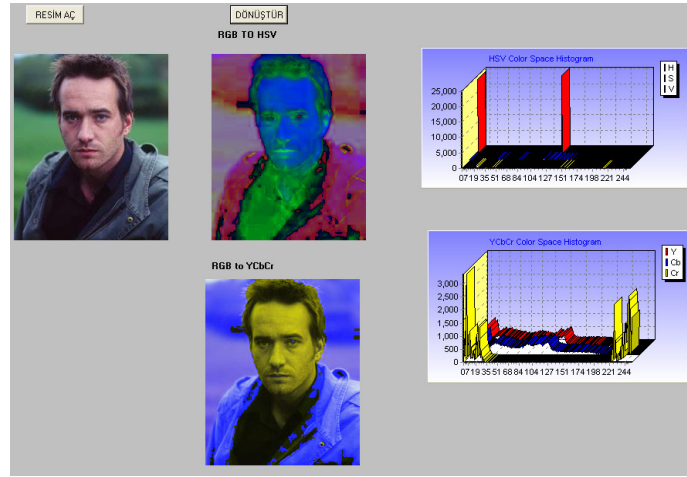 RESİM AÇ
DÖNÜŞTÜR
RGB TO HSV
HSV Color Space Histogram
H
S
V
25,000
20,000
15,000
10,000
5,000
0
07 19 35 51 68 84 104 127 151 174 198 221 244
RGB to YCbCr
YCbCr Color Space Histogram
Y
Cb
Cr
3,000
2,500
2,000
1,500
1,000
500
0
07 19 35 51 68 84 104 127 151 174 198 221 244